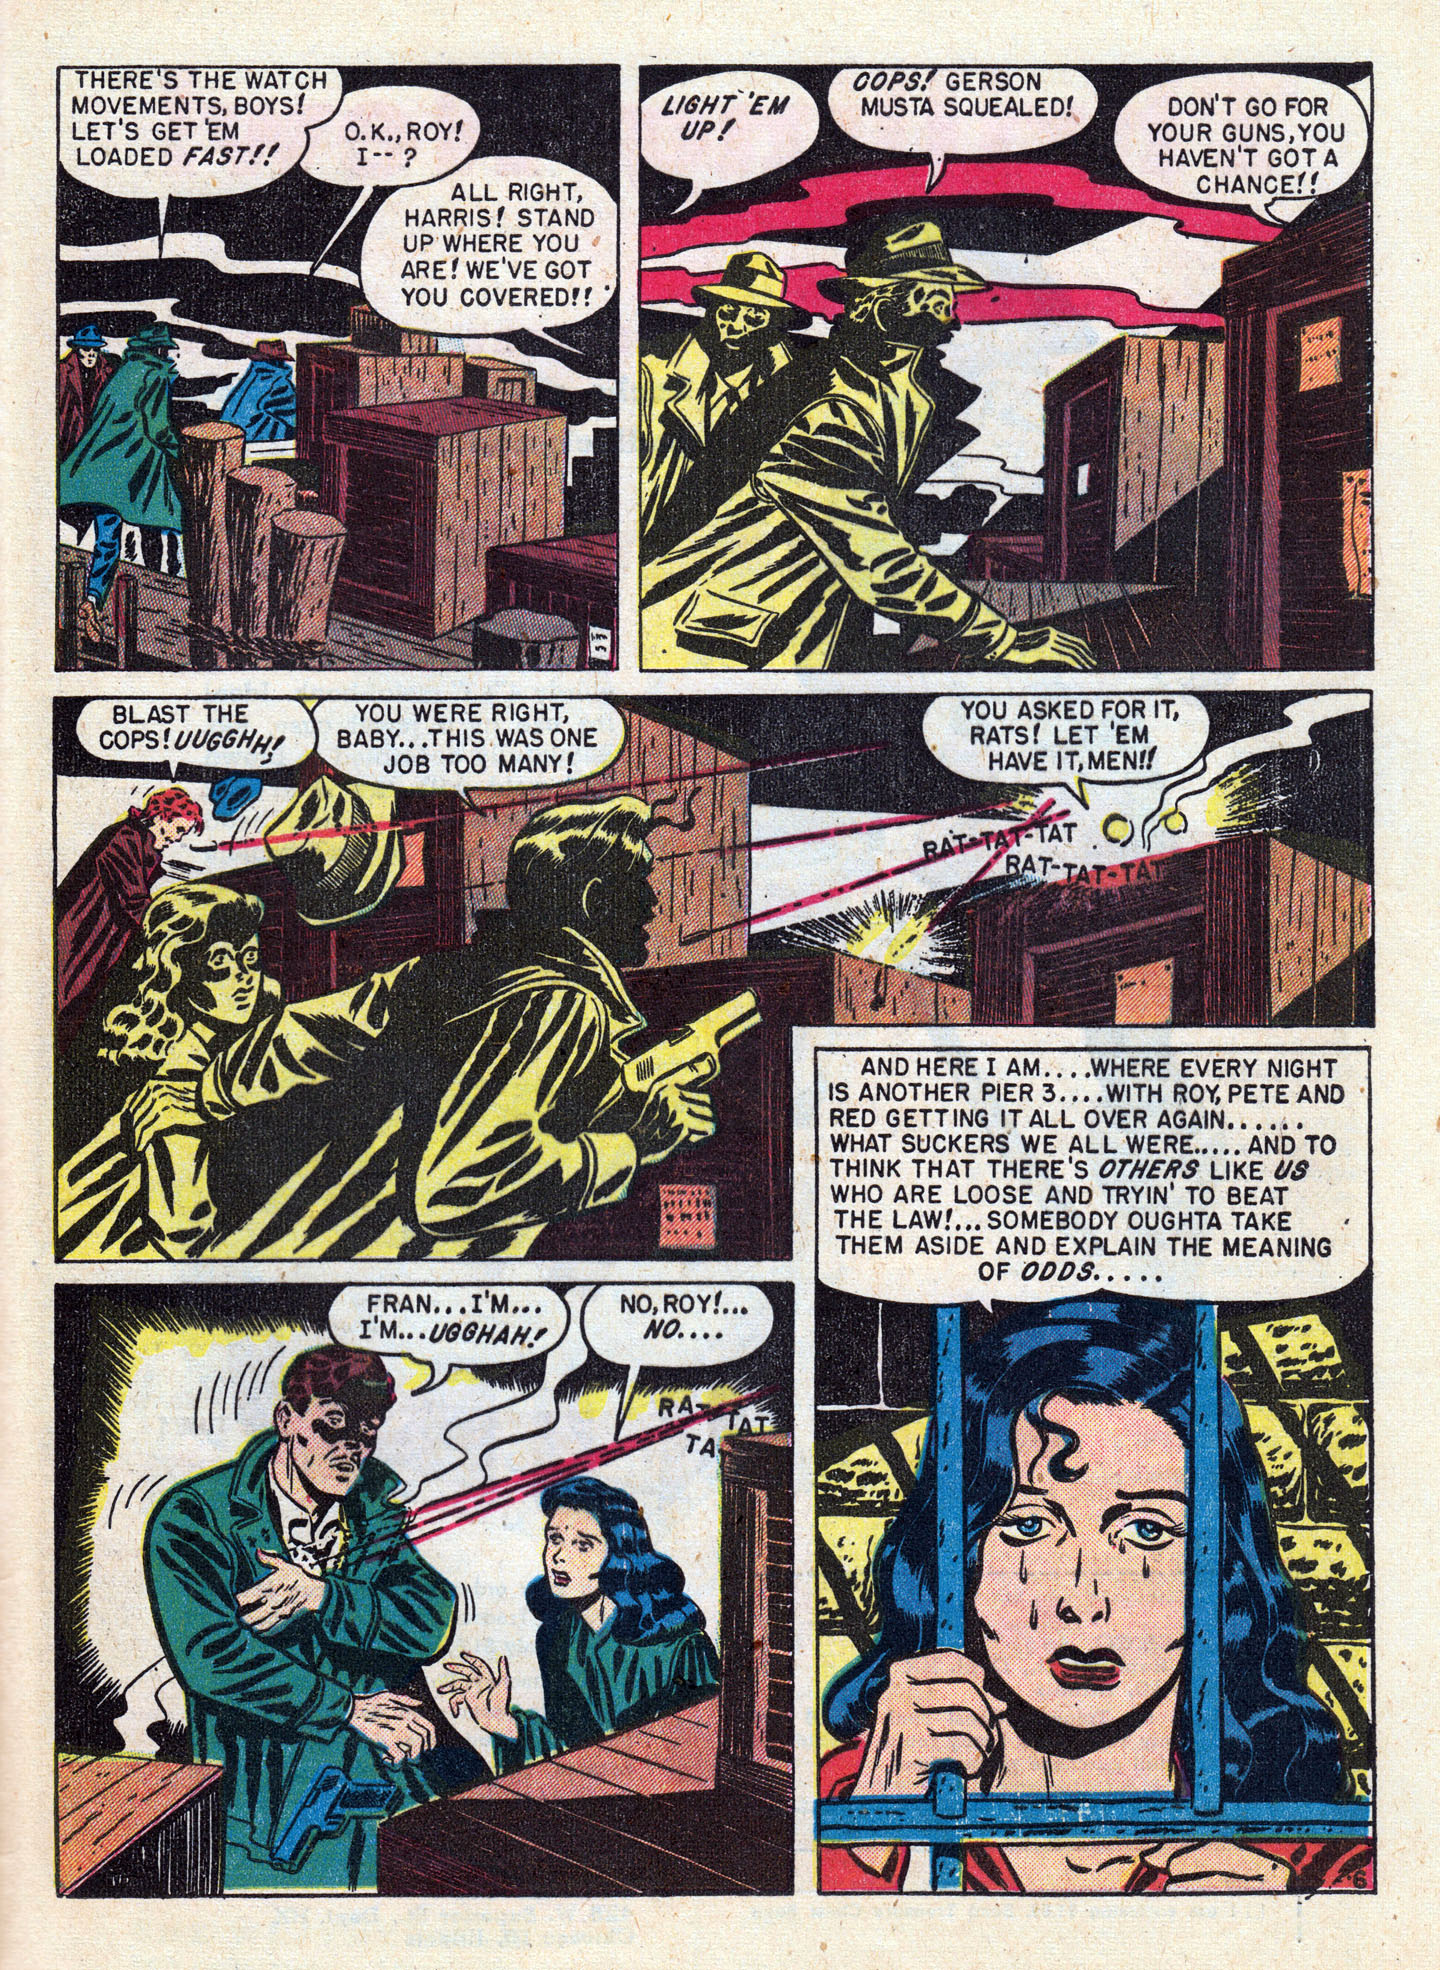 THERE'S THE WATCH
MOVEMENTS, BOYS!
LET'S GET 'EM
LOADED FAST!!
O.K., ROY!
I--?
ALL RIGHT,
HARRIS! STAND
UP WHERE YOU
ARE! WE'VE GOT
YOU COVERED!!
LIGHT 'EM
UP!
COPS! GERSON
MUSTA SQUEALED!
DON'T GO FOR
YOUR GUNS, YOU
HAVEN'T GOT A
CHANCE!!
BLAST THE
COPS! UUGGHH!
YOU WERE RIGHT,
BABY...THIS WAS ONE
JOB TOO MANY!
YOU ASKED FOR IT,
RATS! LET 'EM
HAVE IT, MEN!!
RAT-TAT-TAT
RAT-TAT-TAT
FRAN...I'M...
I'M...UGGHAH!
NO, ROY!...
NO....
RAT-TAT
TA
AND HERE I AM....WHERE EVERY NIGHT
IS ANOTHER PIER 3....WITH ROY, PETE AND
RED GETTING IT ALL OVER AGAIN......
WHAT SUCKERS WE ALL WERE.....AND TO
THINK THAT THERE'S OTHERS LIKE US
WHO ARE LOOSE AND TRYIN' TO BEAT
THE LAW!...SOMEBODY OUGHTA TAKE
THEM ASIDE AND EXPLAIN THE MEANING
OF ODDS.....
6